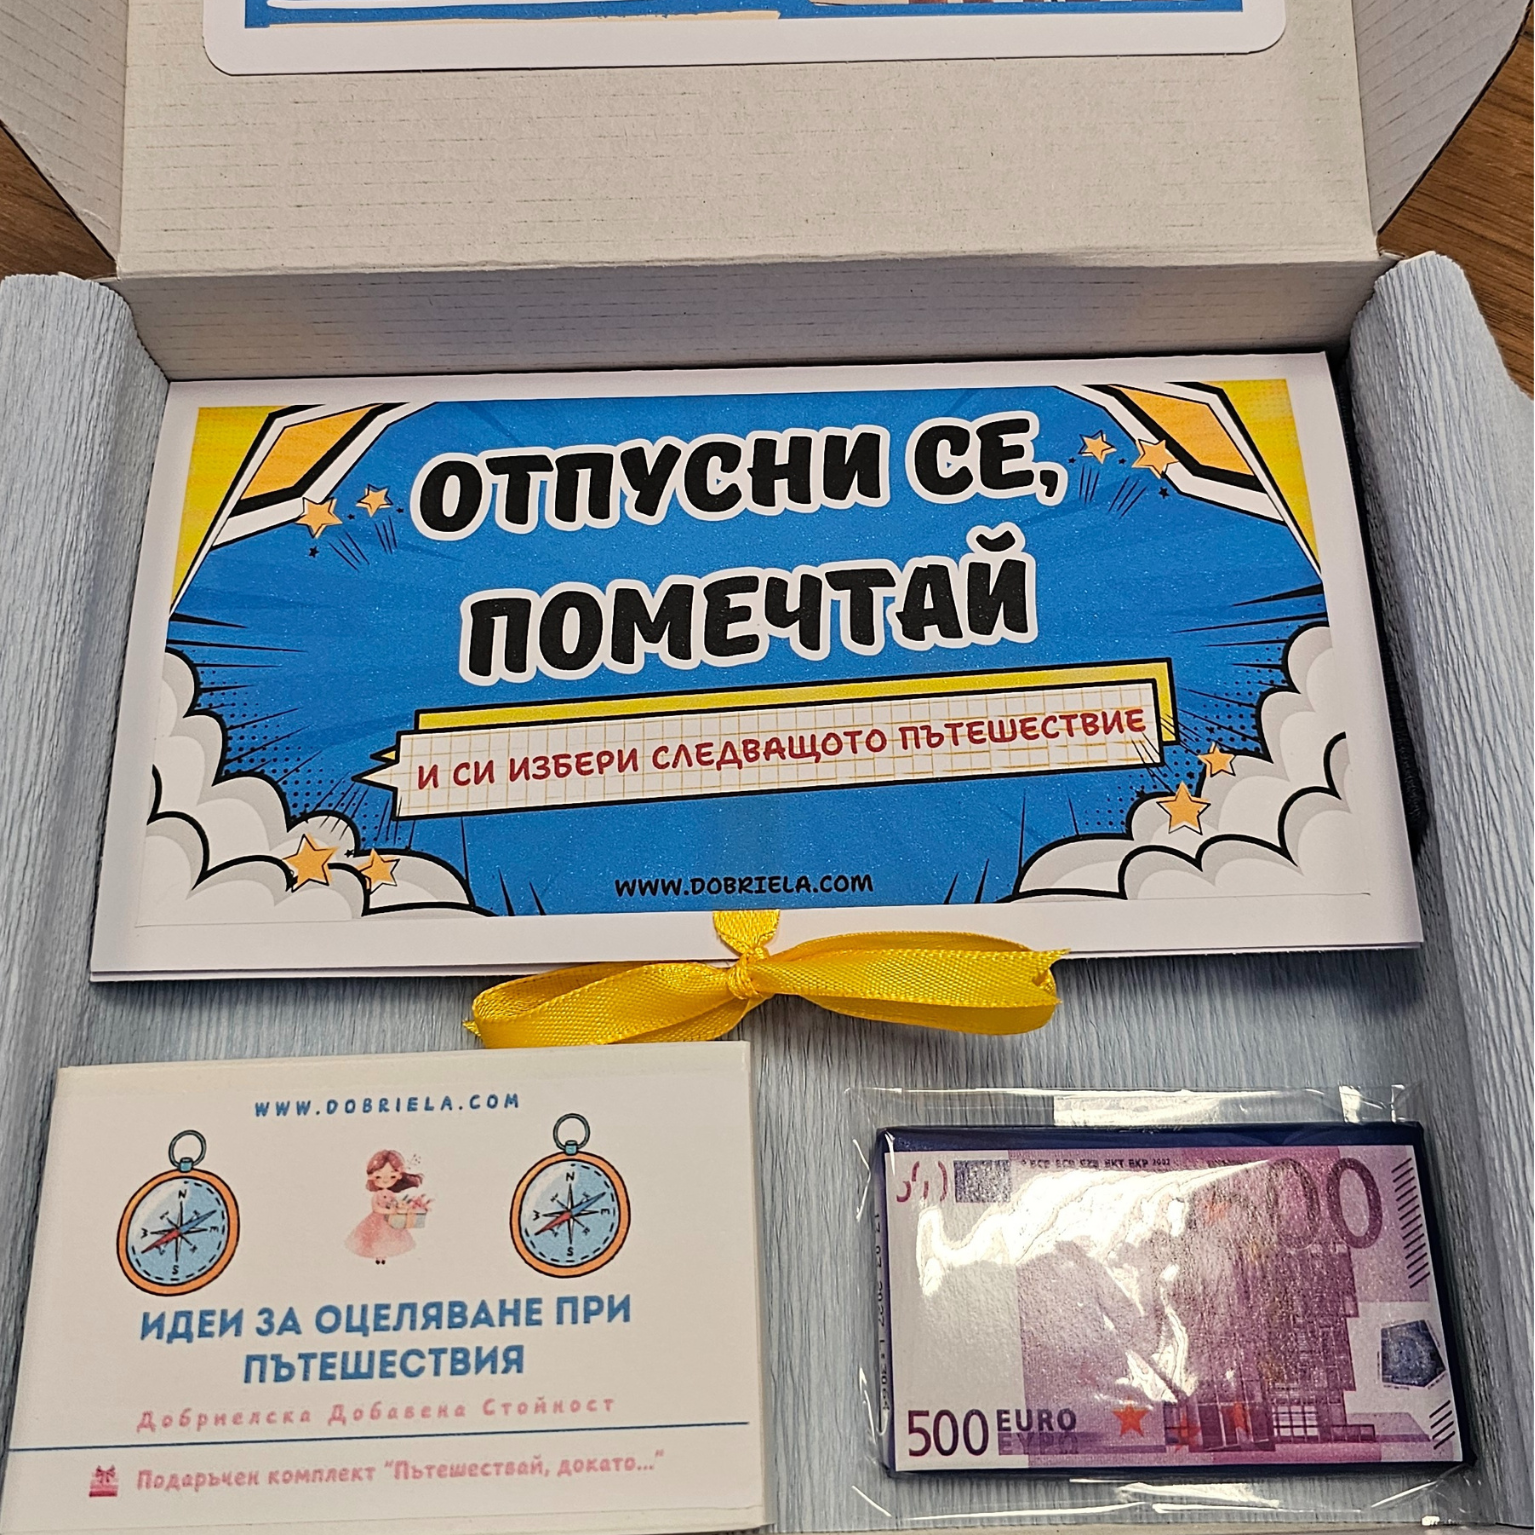 ОТПУСНИ СЕ,
ПОМЕЧТАЙ
И СИ ИЗБЕРИ СЛЕДВАЩОТО ПЪТЕШЕСТВИЕ
WWW.DOBRIELA.COM
WWW.DOBRIELA.COM
N
E
S
W
N
E
S
W
ИДЕИ ЗА ОЦЕЛЯВАНЕ ПРИ
ПЪТЕШЕСТВИЯ
Добриелска Добавена Стойност
Подаръчен комплект "Пътешествай, докато..."
500 EURO
ΕΥΡΩ